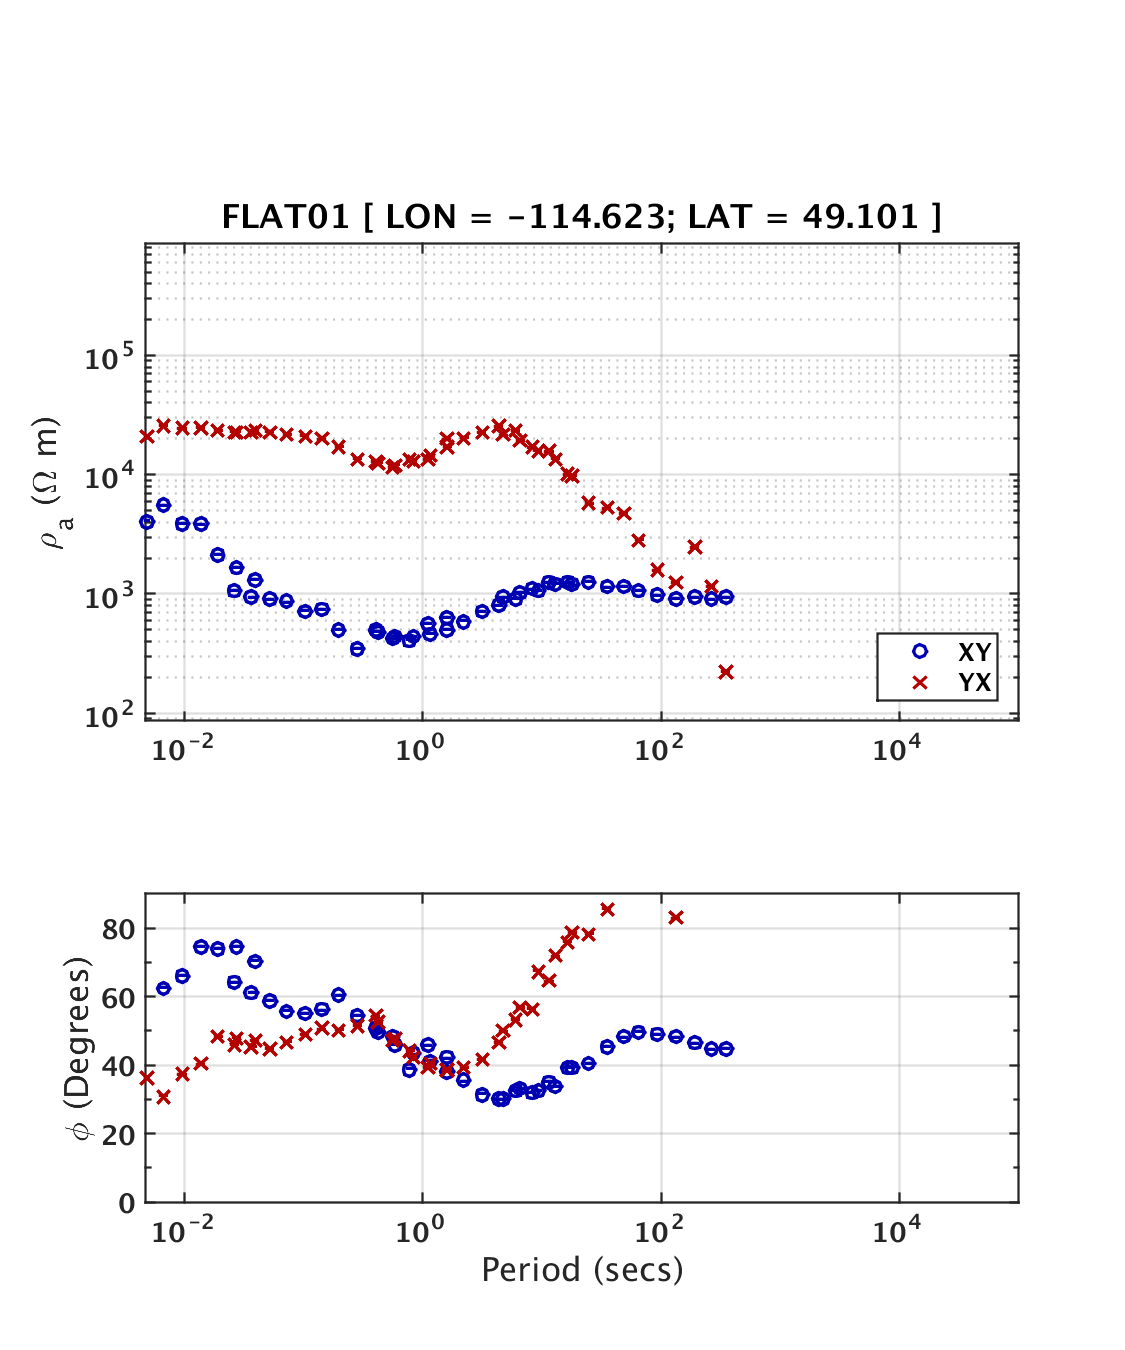 FLAT01 [ LON = -114.623; LAT = 49.101 ]
ρa (Ω m)
10^5
10^4
10^3
10^2
XY
YX
10^-2 10^0 10^2 10^4
ϕ (Degrees)
80
60
40
20
0
10^-2 10^0 10^2 10^4
Period (secs)